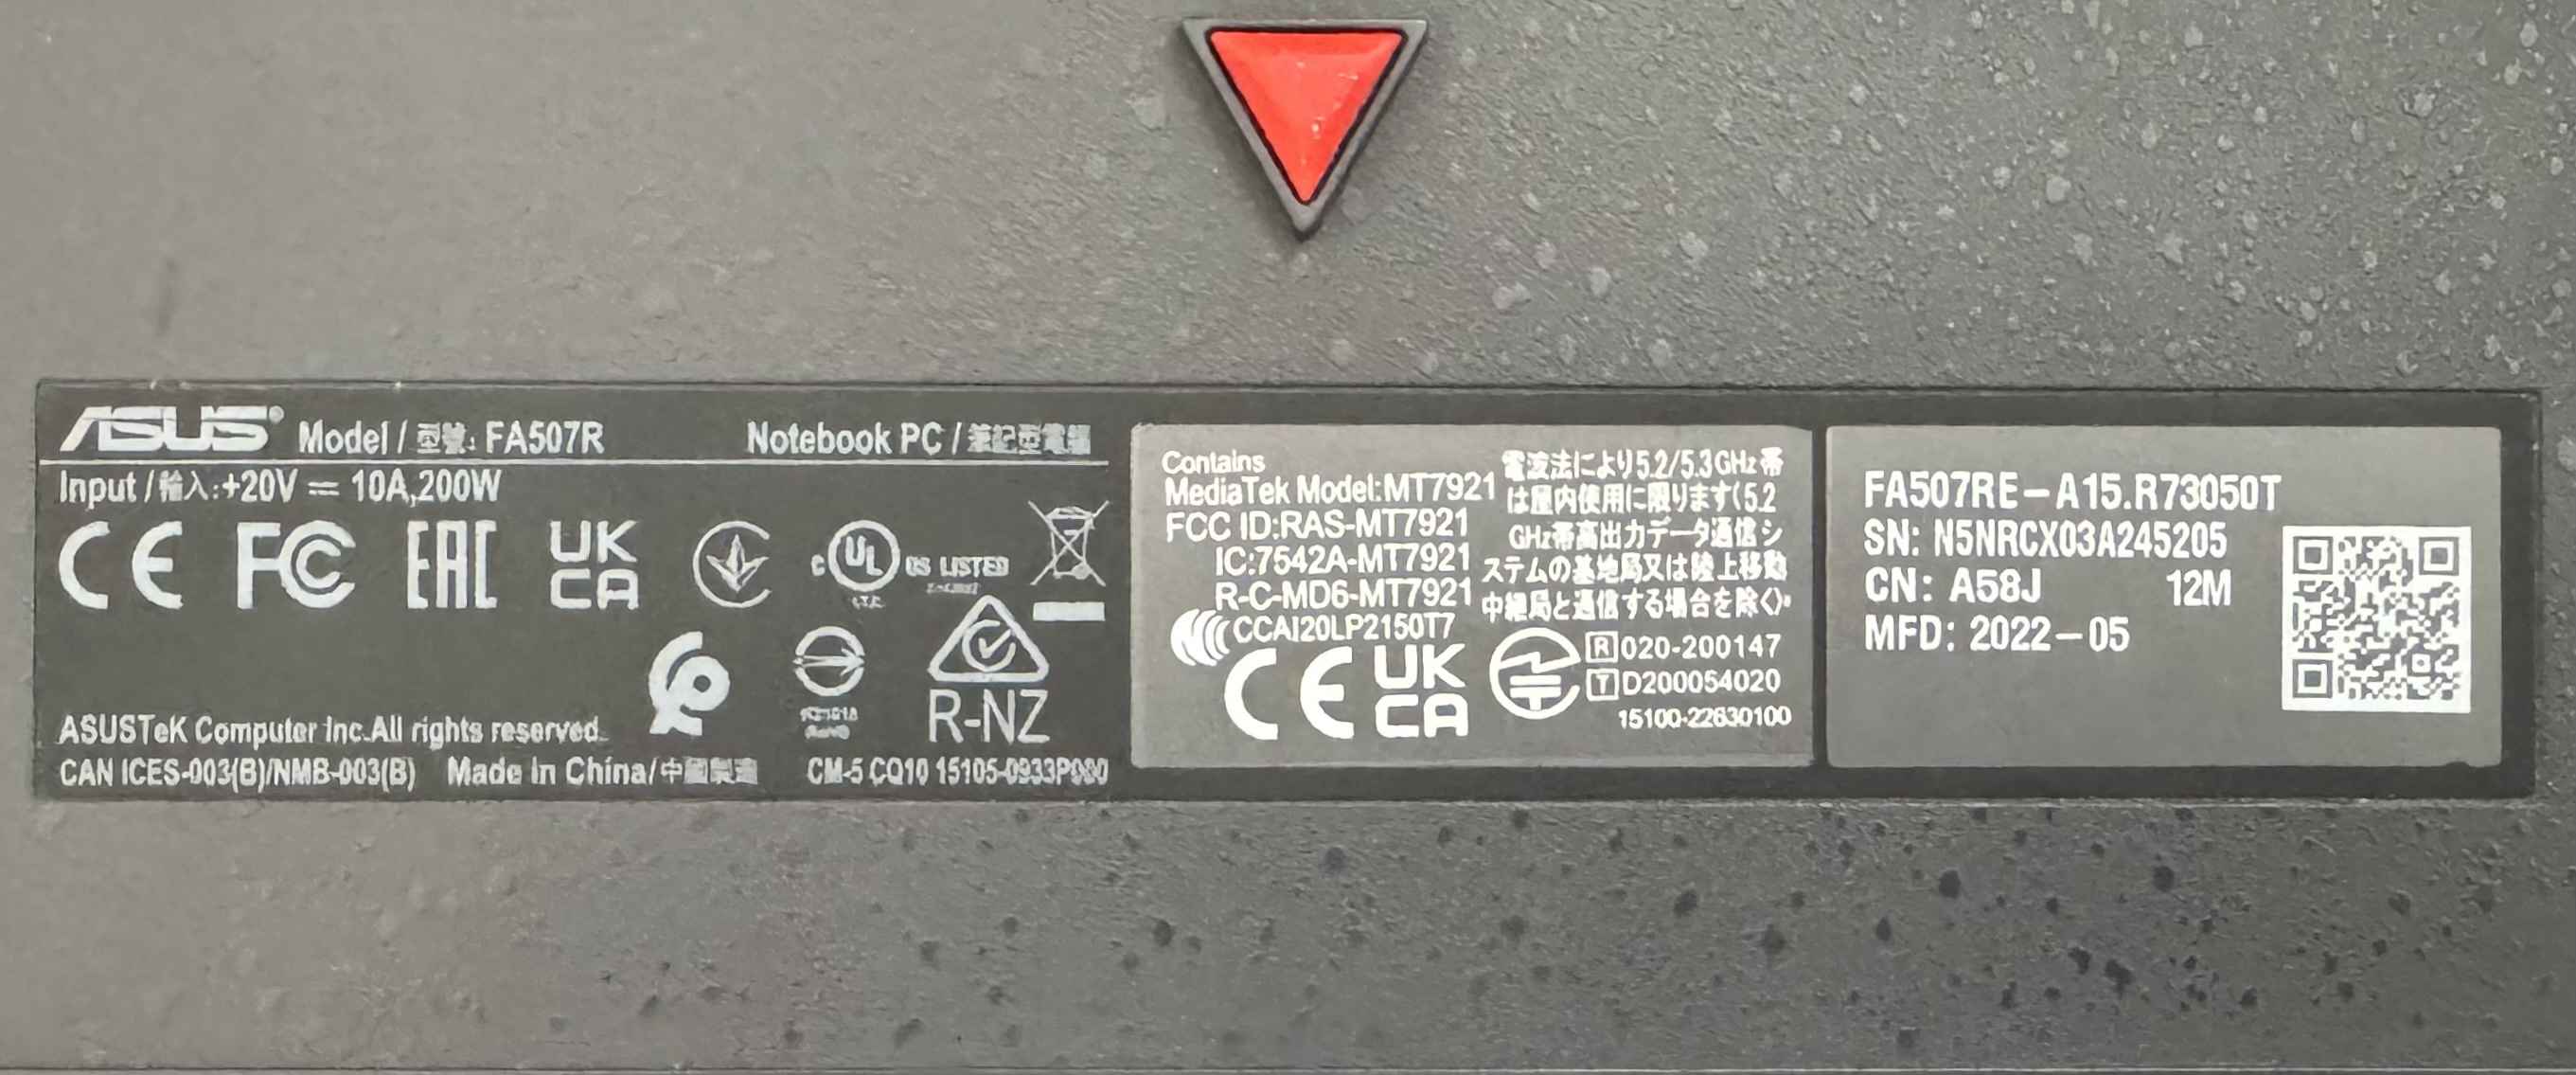 ASUS Model / 型號: FA507R Notebook PC / 筆記型電腦
Input / 輸入:+20V ⎓ 10A,200W
CE FC EAC UK CA
c UL US LISTED
I.T.E.
R-NZ
ASUSTeK Computer Inc. All rights reserved.
CAN ICES-003(B)/NMB-003(B) Made in China/中國製造 CM-5 CQ10 15105-0933P000
Contains
MediaTek Model:MT7921
FCC ID:RAS-MT7921
IC:7542A-MT7921
R-C-MD6-MT7921
CCAI20LP2150T7
CE UK CA
電波法により5.2/5.3GHz帯
は屋内使用に限ります(5.2
GHz帯高出力データ通信シ
ステムの基地局又は陸上移動
中継局と通信する場合を除く)。
R 020-200147
T D200054020
15100-22630100
FA507RE-A15.R73050T
SN: N5NRCX03A245205
CN: A58J 12M
MFD: 2022-05